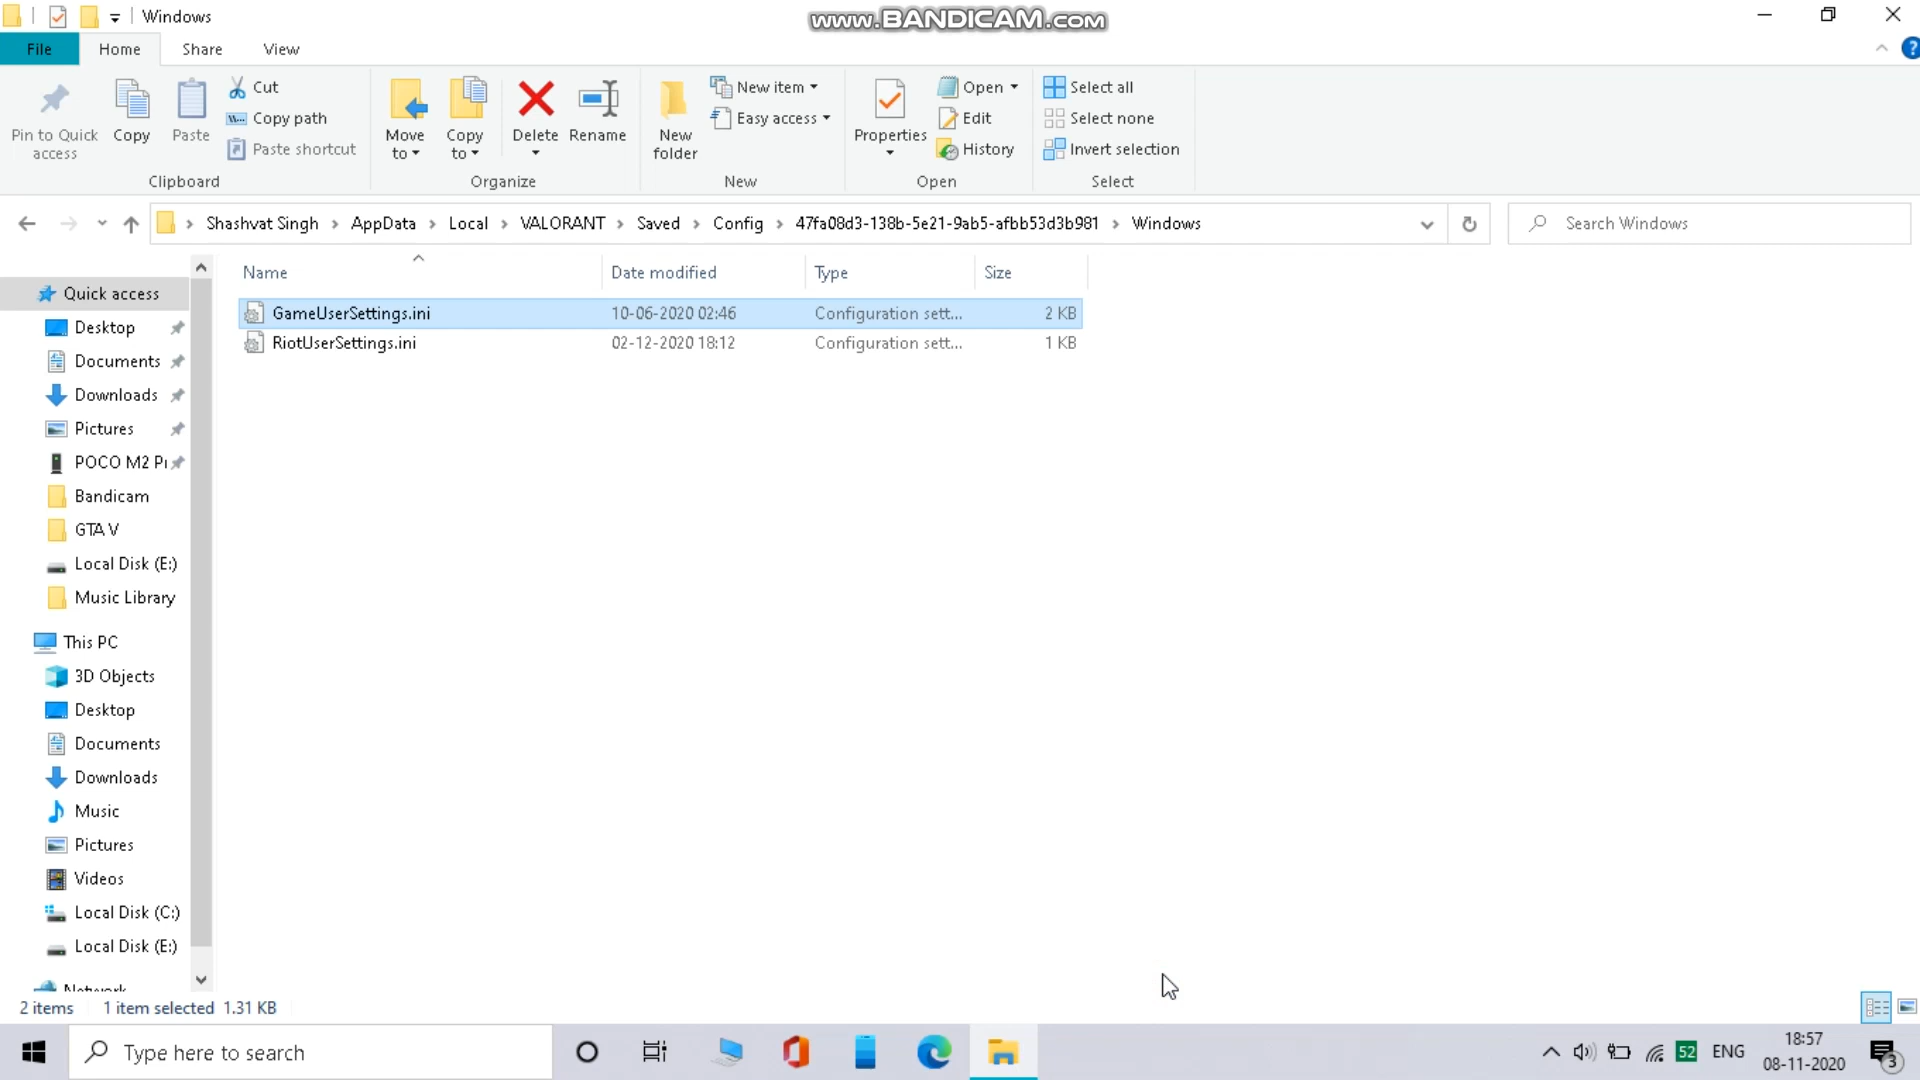 Windows
www.BANDICAM.com
File
Home
Share
View
Pin to Quick
access
Copy
Paste
Cut
Copy path
Paste shortcut
Clipboard
Move
to
Copy
to
Delete
Rename
Organize
New
folder
New item
Easy access
New
Properties
Open
Edit
History
Open
Select all
Select none
Invert selection
Select
Shashvat Singh
AppData
Local
VALORANT
Saved
Config
47fa08d3-138b-5e21-9ab5-afbb53d3b981
Windows
Search Windows
Name
Date modified
Type
Size
GameUserSettings.ini
10-06-2020 02:46
Configuration sett...
2 KB
RiotUserSettings.ini
02-12-2020 18:12
Configuration sett...
1 KB
Quick access
Desktop
Documents
Downloads
Pictures
POCO M2 Pr
Bandicam
GTA V
Local Disk (E:)
Music Library
This PC
3D Objects
Desktop
Documents
Downloads
Music
Pictures
Videos
Local Disk (C:)
Local Disk (E:)
Network
2 items
1 item selected 1.31 KB
Type here to search
52
ENG
18:57
08-11-2020
3